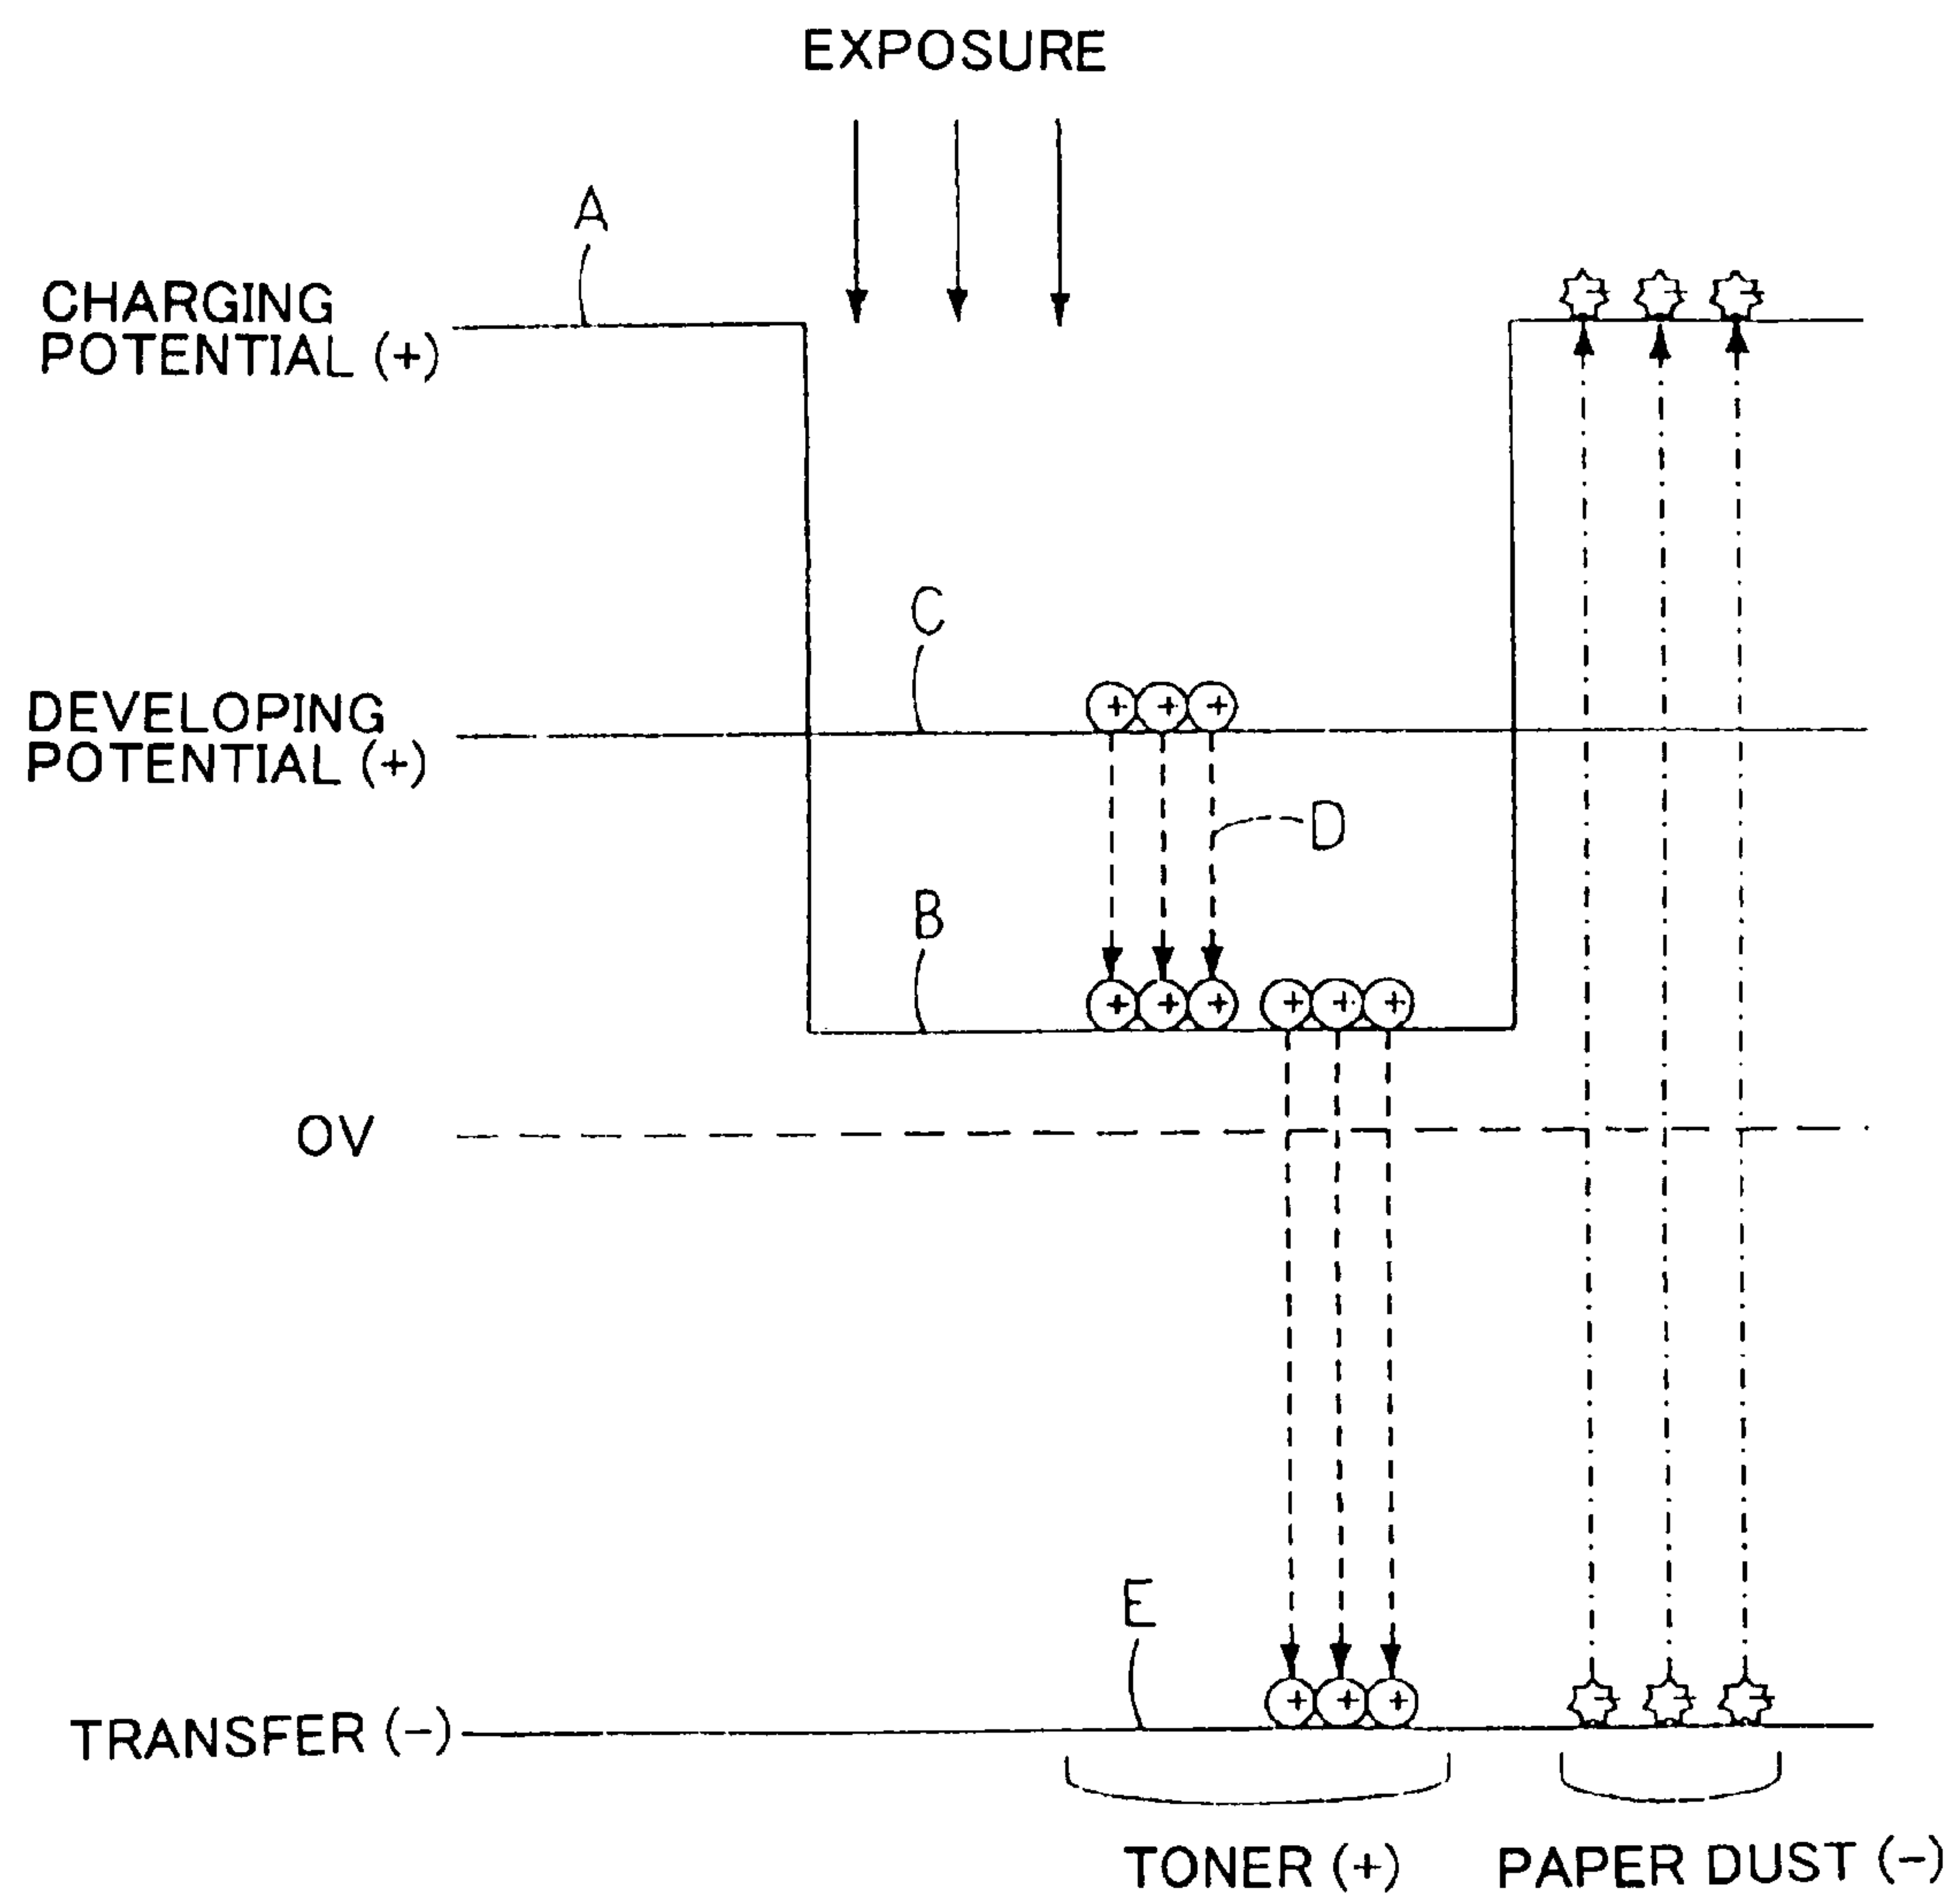 EXPOSURE
A
CHARGING
POTENTIAL (+)
C
DEVELOPING
POTENTIAL (+)
+ + +
D
B
+ + + + + +
0V
E
+ + +
TRANSFER (-)
TONER (+) PAPER DUST (-)